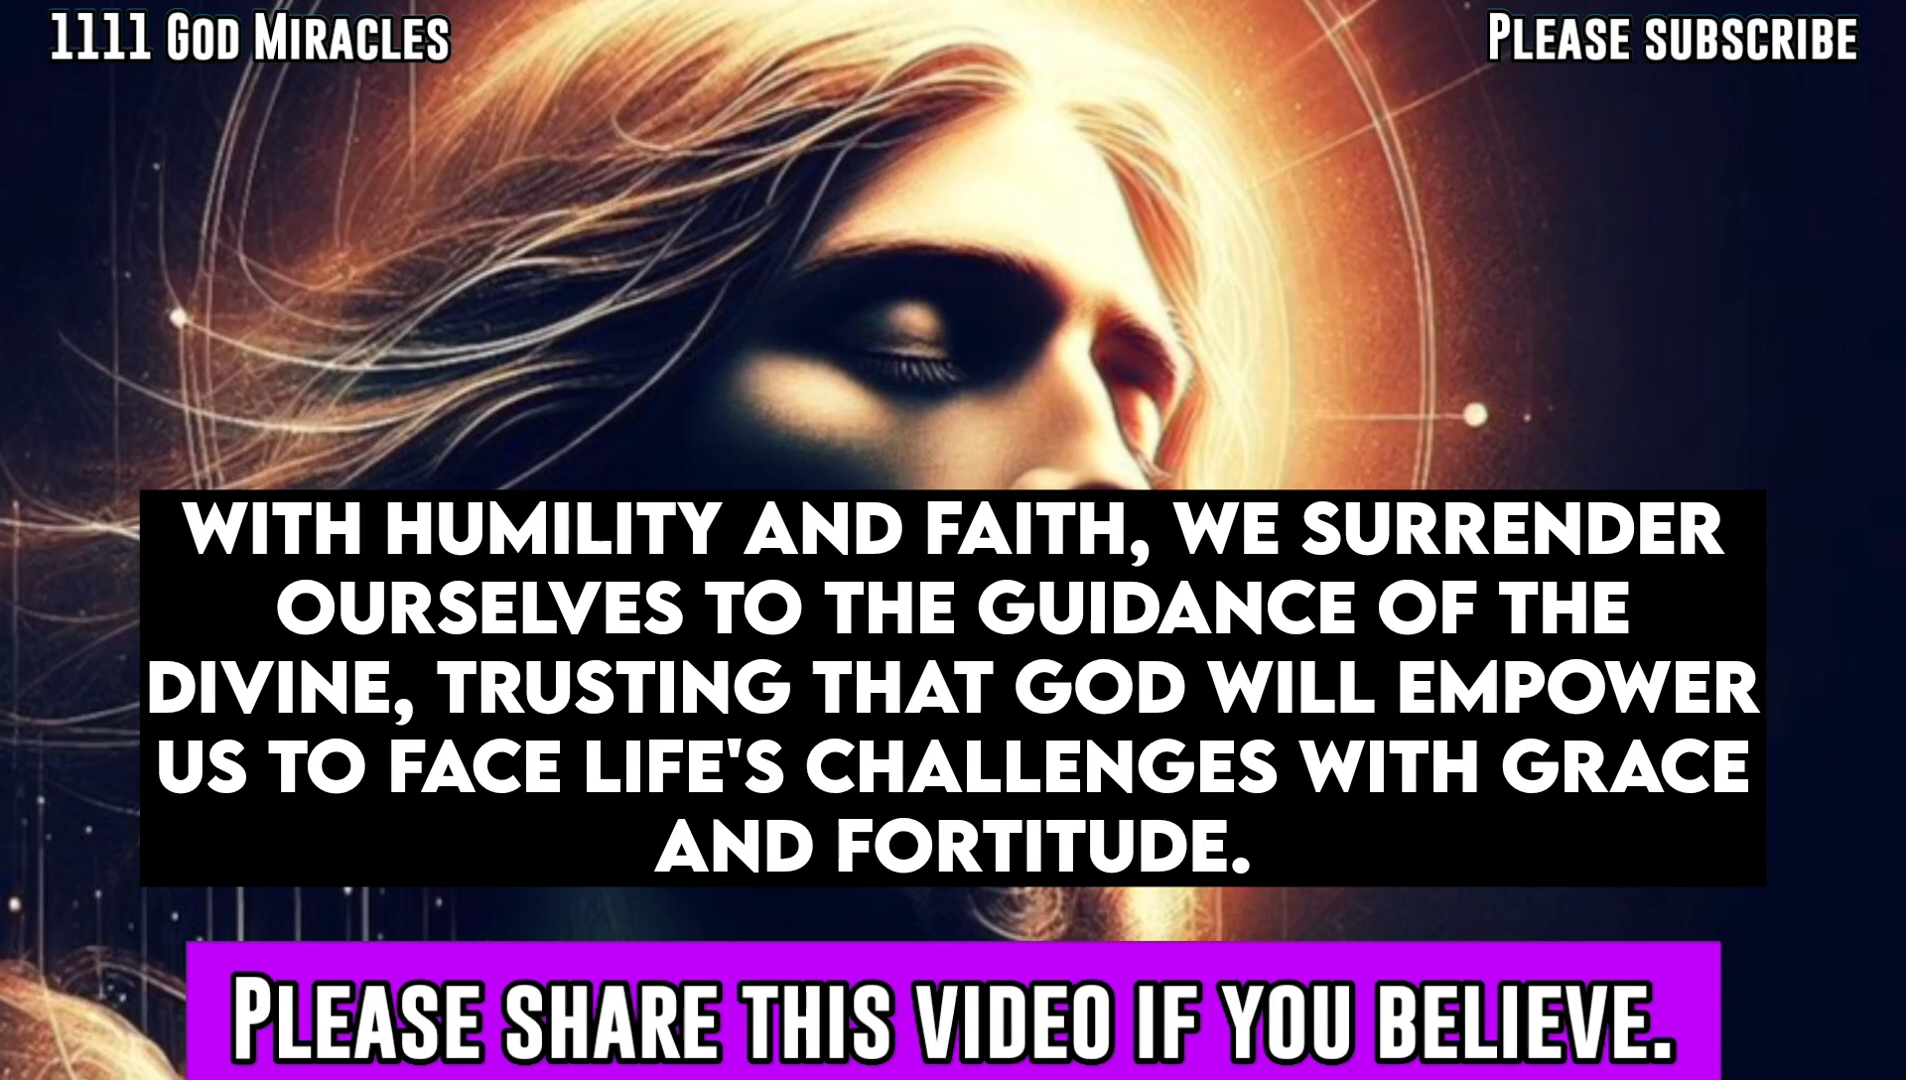 1111 God Miracles
Please subscribe
WITH HUMILITY AND FAITH, WE SURRENDER
OURSELVES TO THE GUIDANCE OF THE
DIVINE, TRUSTING THAT GOD WILL EMPOWER
US TO FACE LIFE'S CHALLENGES WITH GRACE
AND FORTITUDE.
Please share this video if you believe.